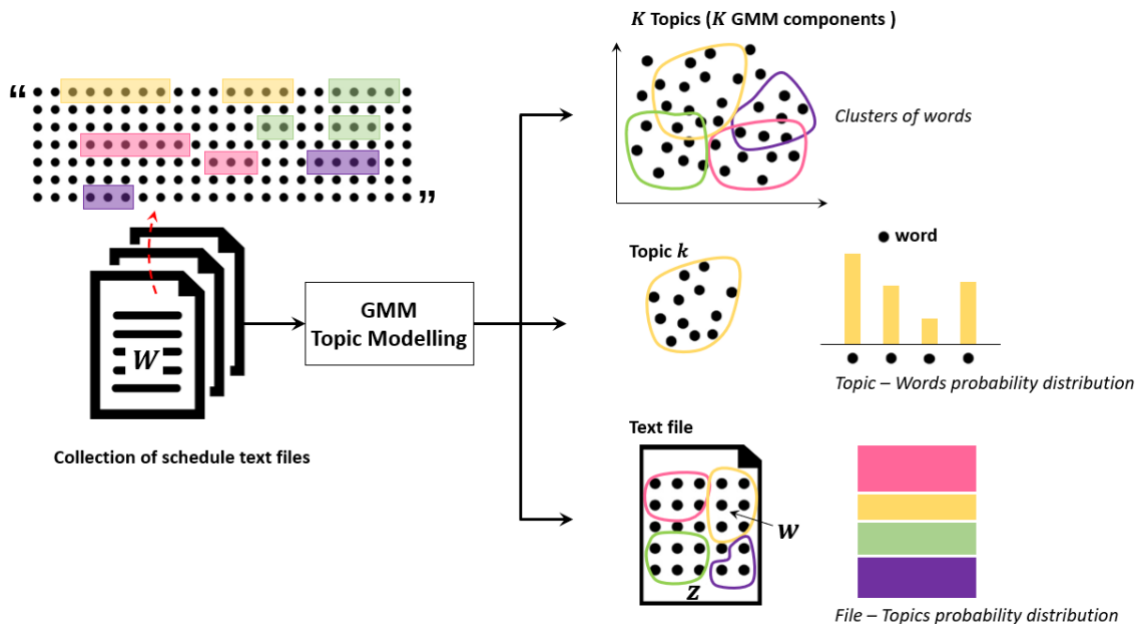 “
”
W
Collection of schedule text files
GMM
Topic Modelling
K Topics (K GMM components )
Clusters of words
Topic k
word
Topic – Words probability distribution
Text file
w
z
File – Topics probability distribution